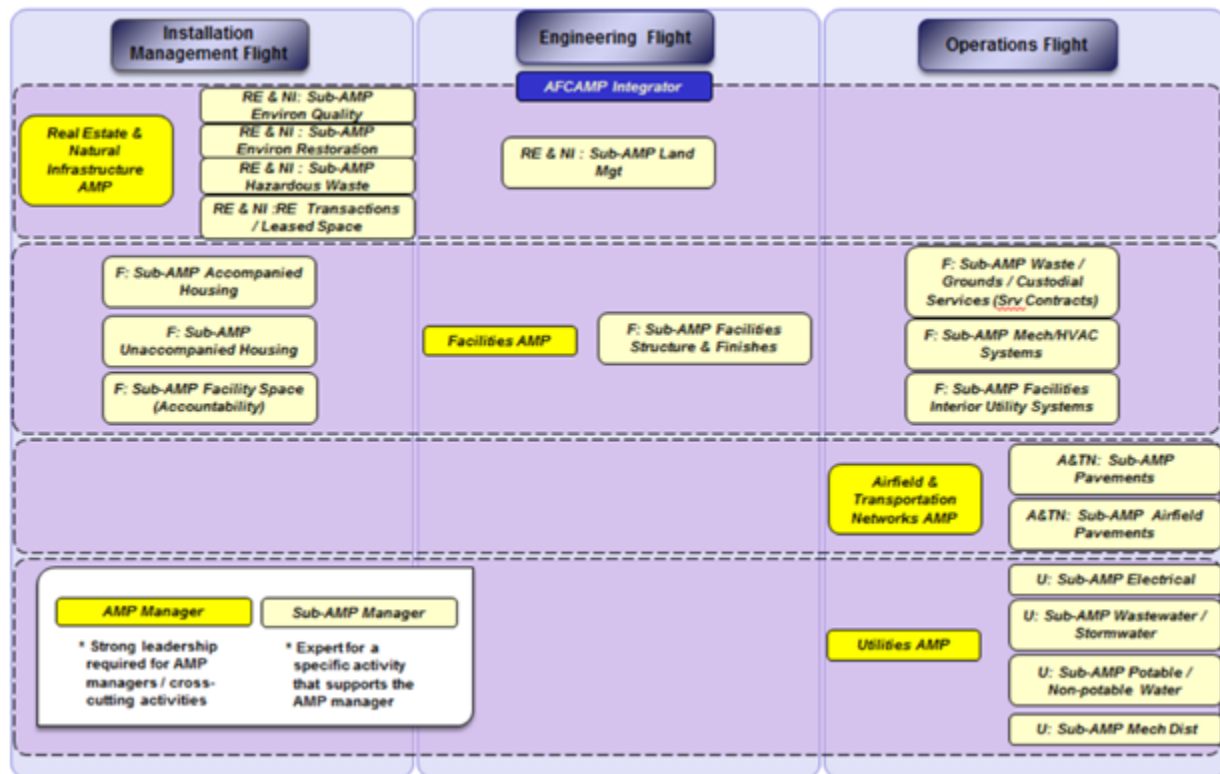 Installation
Management Flight
Engineering Flight
Operations Flight
AFCAMP Integrator
Real Estate &
Natural
Infrastructure
AMP
RE & NI: Sub-AMP
Environ Quality
RE & NI : Sub-AMP
Environ Restoration
RE & NI : Sub-AMP
Hazardous Waste
RE & NI :RE Transactions
/ Leased Space
RE & NI : Sub-AMP Land
Mgt
F: Sub-AMP Accompanied
Housing
F: Sub-AMP
Unaccompanied Housing
F: Sub-AMP Facility Space
(Accountability)
Facilities AMP
F: Sub-AMP Facilities
Structure & Finishes
F: Sub-AMP Waste /
Grounds / Custodial
Services (Srv Contracts)
F: Sub-AMP Mech/HVAC
Systems
F: Sub-AMP Facilities
Interior Utility Systems
Airfield &
Transportation
Networks AMP
A&TN: Sub-AMP
Pavements
A&TN: Sub-AMP Airfield
Pavements
Utilities AMP
U: Sub-AMP Electrical
U: Sub-AMP Wastewater /
Stormwater
U: Sub-AMP Potable /
Non-potable Water
U: Sub-AMP Mech Dist
AMP Manager
* Strong leadership
required for AMP
managers / cross-
cutting activities
Sub-AMP Manager
* Expert for a
specific activity
that supports the
AMP manager